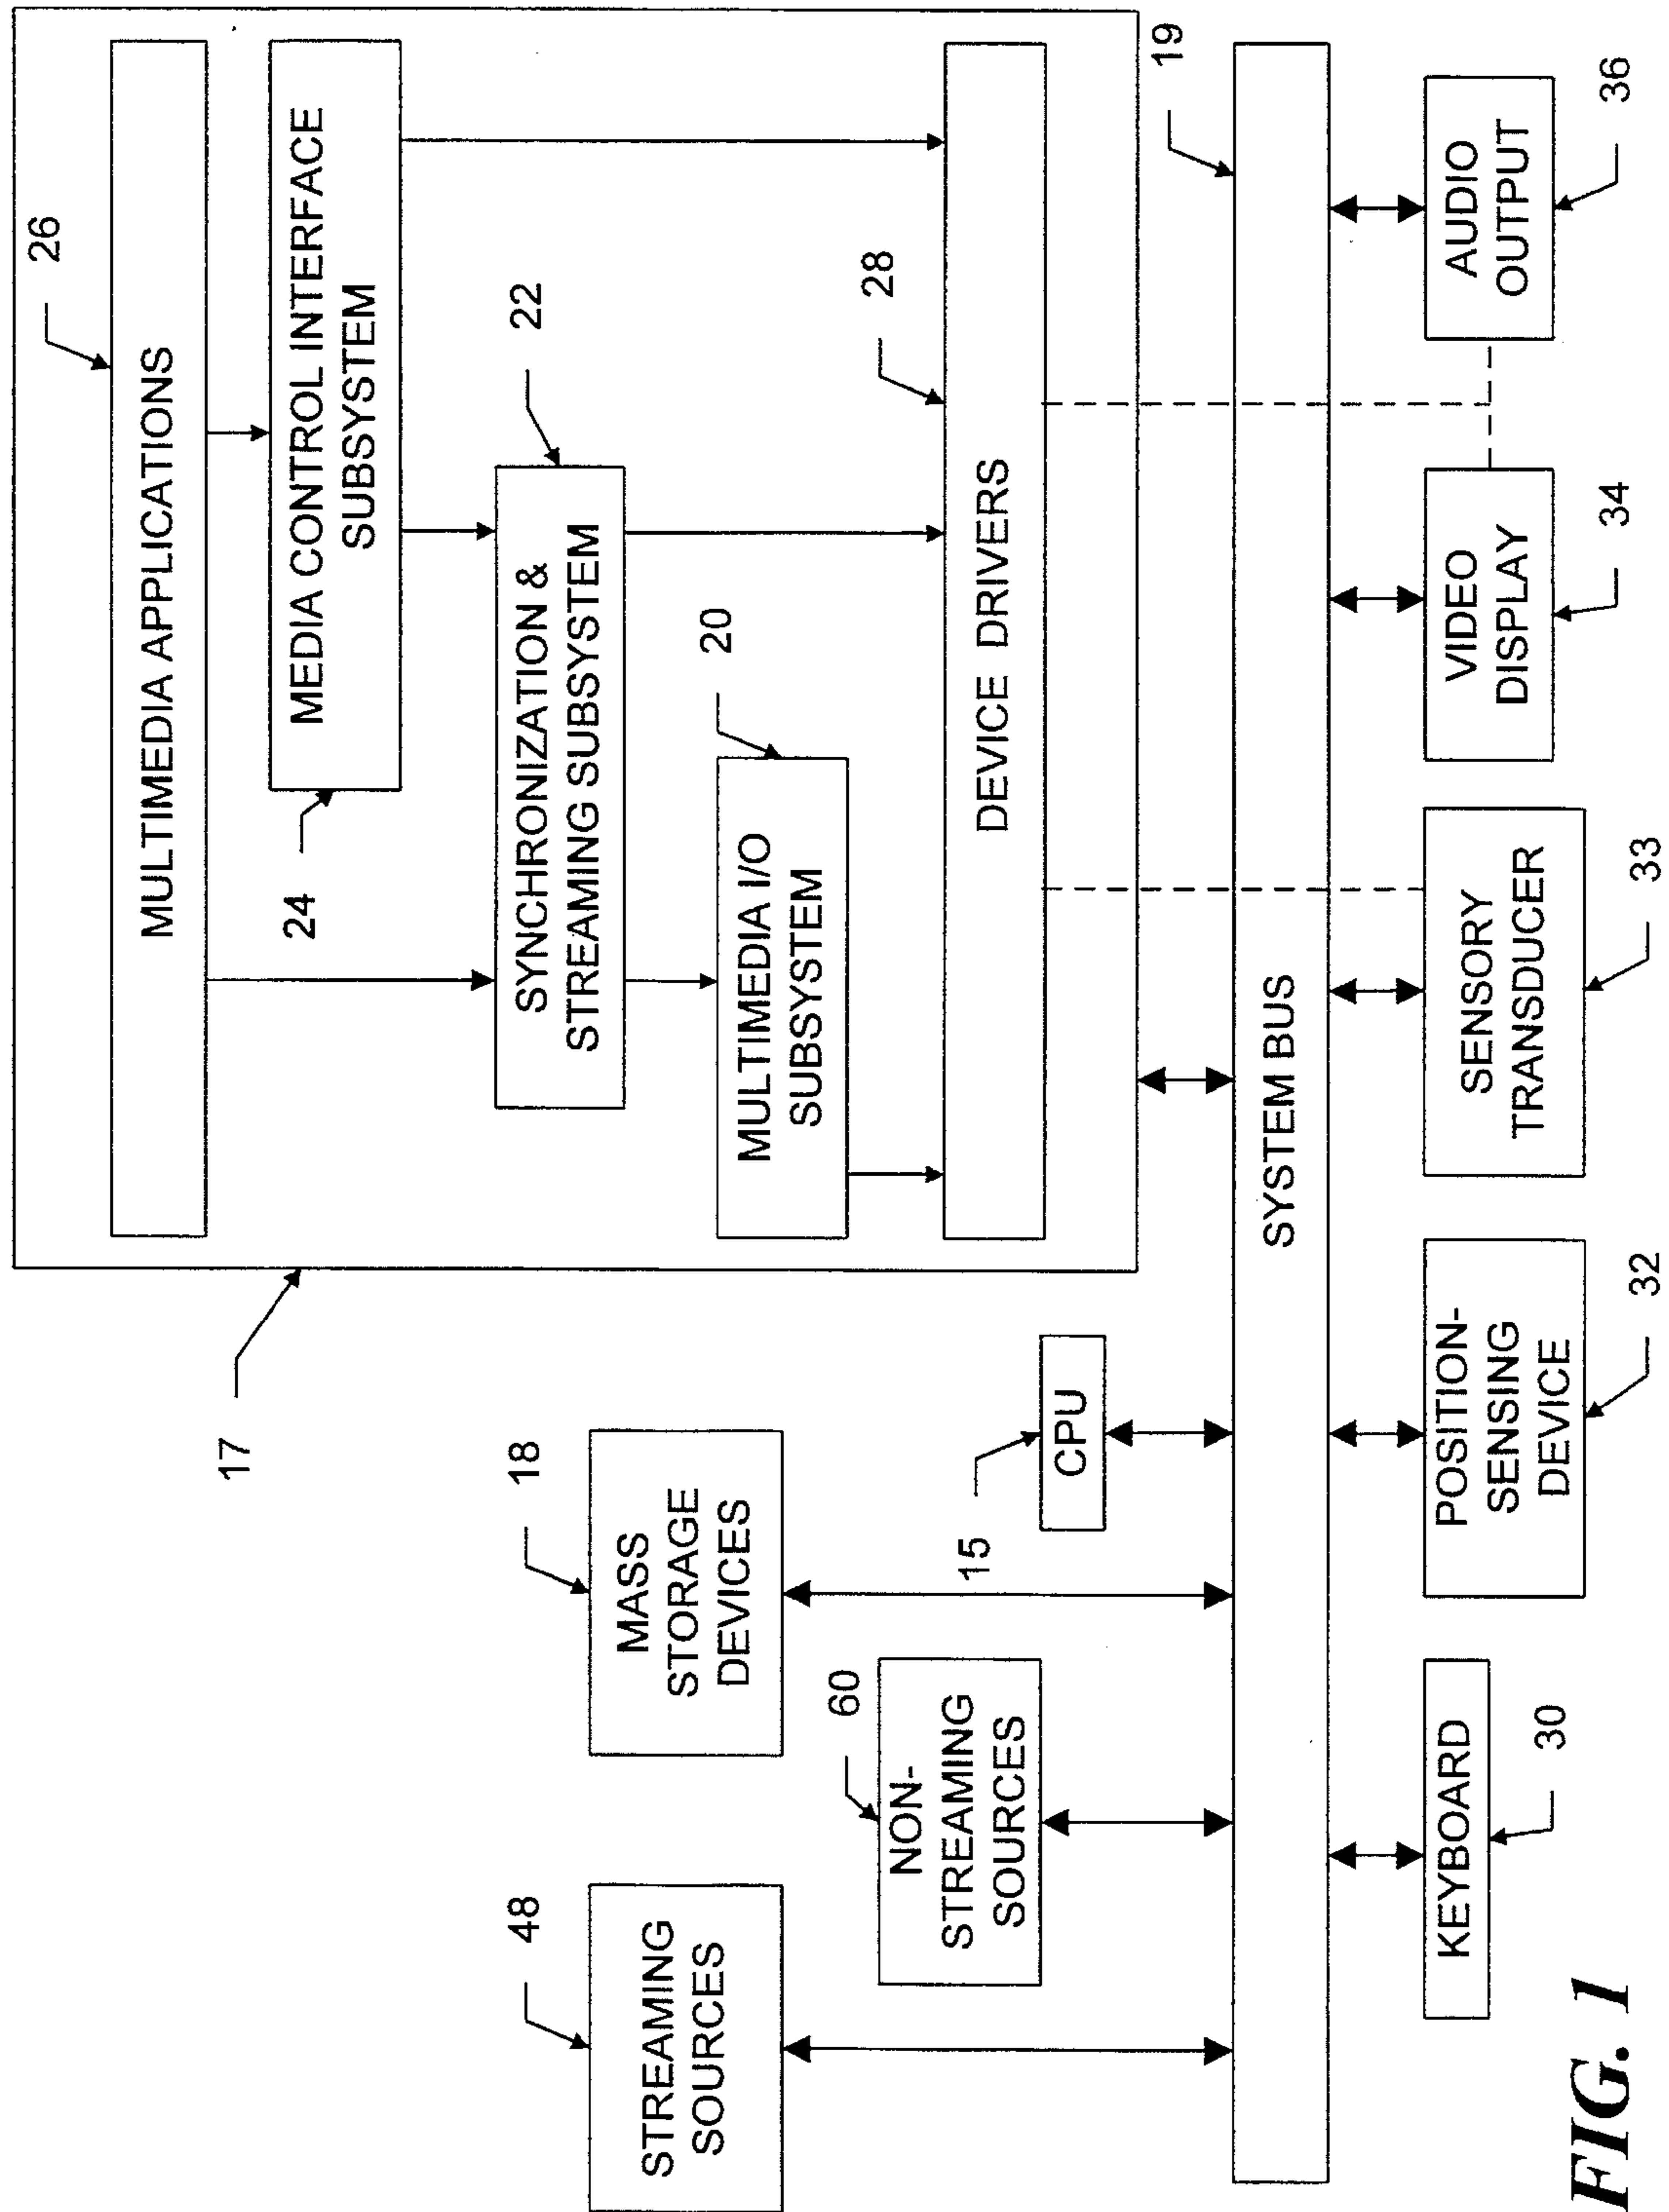 26
MULTIMEDIA APPLICATIONS
MEDIA CONTROL INTERFACE
SUBSYSTEM
24
22
SYNCHRONIZATION &
STREAMING SUBSYSTEM
20
MULTIMEDIA I/O
SUBSYSTEM
28
DEVICE DRIVERS
17
48
STREAMING
SOURCES
18
MASS
STORAGE
DEVICES
60
NON-
STREAMING
SOURCES
15
CPU
19
SYSTEM BUS
KEYBOARD
30
POSITION-
SENSING
DEVICE
32
SENSORY
TRANSDUCER
33
VIDEO
DISPLAY
34
AUDIO
OUTPUT
36
FIG. 1